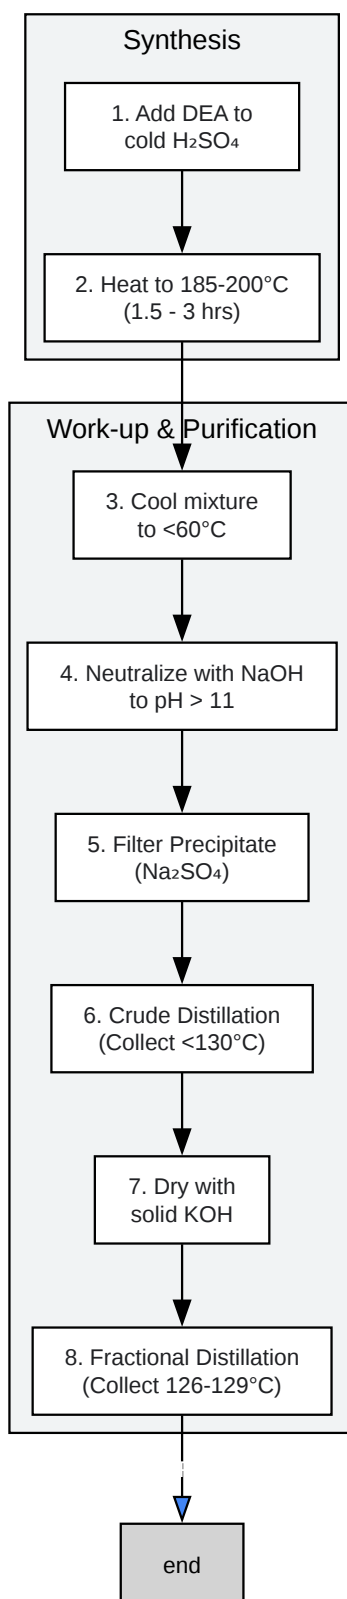 Synthesis
1. Add DEA to
cold H₂SO₄
2. Heat to 185-200°C
(1.5 - 3 hrs)
Work-up & Purification
3. Cool mixture
to <60°C
4. Neutralize with NaOH
to pH > 11
5. Filter Precipitate
(Na₂SO₄)
6. Crude Distillation
(Collect <130°C)
7. Dry with
solid KOH
8. Fractional Distillation
(Collect 126-129°C)
end